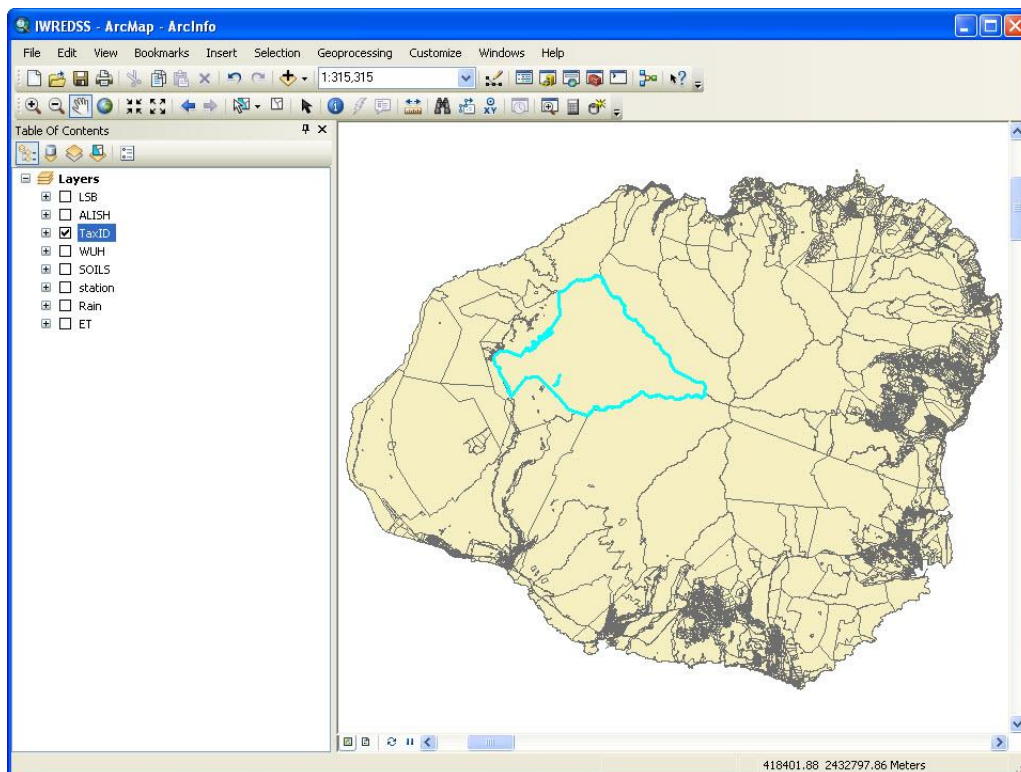 IWREDSS - ArcMap - ArcInfo
File Edit View Bookmarks Insert Selection Geoprocessing Customize Windows Help
1:315,315
Table Of Contents
Layers
LSB
ALISH
TaxID
WUH
SOILS
station
Rain
ET
418401.88 2432797.86 Meters